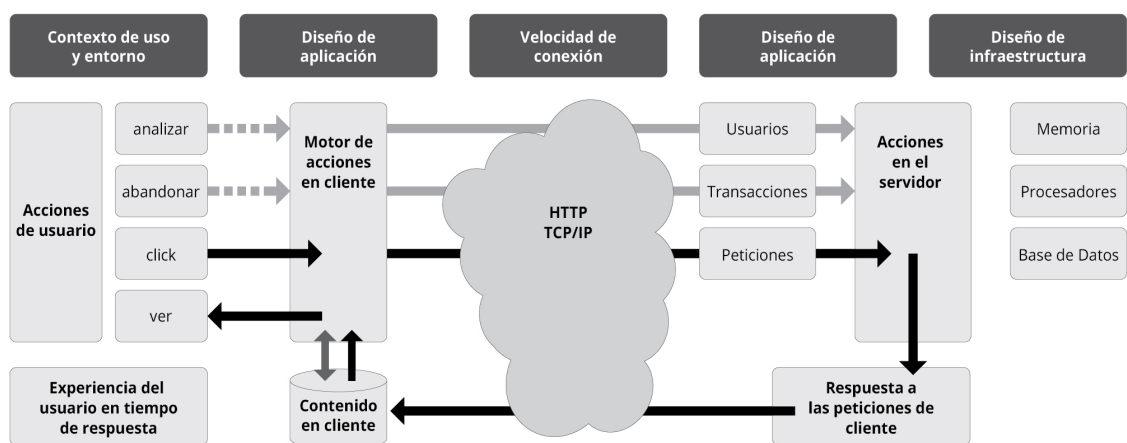 Contexto de uso
y entorno
Diseño de
aplicación
Velocidad de
conexión
Diseño de
aplicación
Diseño de
infraestructura
Acciones
de usuario
analizar
abandonar
click
ver
Motor de
acciones
en cliente
HTTP
TCP/IP
Usuarios
Transacciones
Peticiones
Acciones
en el
servidor
Memoria
Procesadores
Base de Datos
Experiencia del
usuario en tiempo
de respuesta
Contenido
en cliente
Respuesta a
las peticiones de
cliente